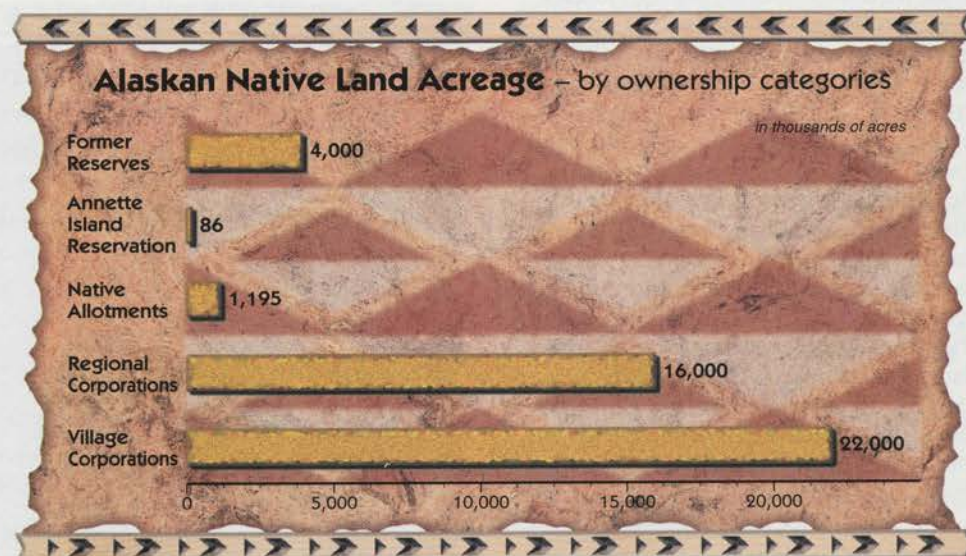 Alaskan Native Land Acreage – by ownership categories
in thousands of acres
Former
Reserves
4,000
Annette
Island
Reservation
86
Native
Allotments
1,195
Regional
Corporations
16,000
Village
Corporations
22,000
0 5,000 10,000 15,000 20,000